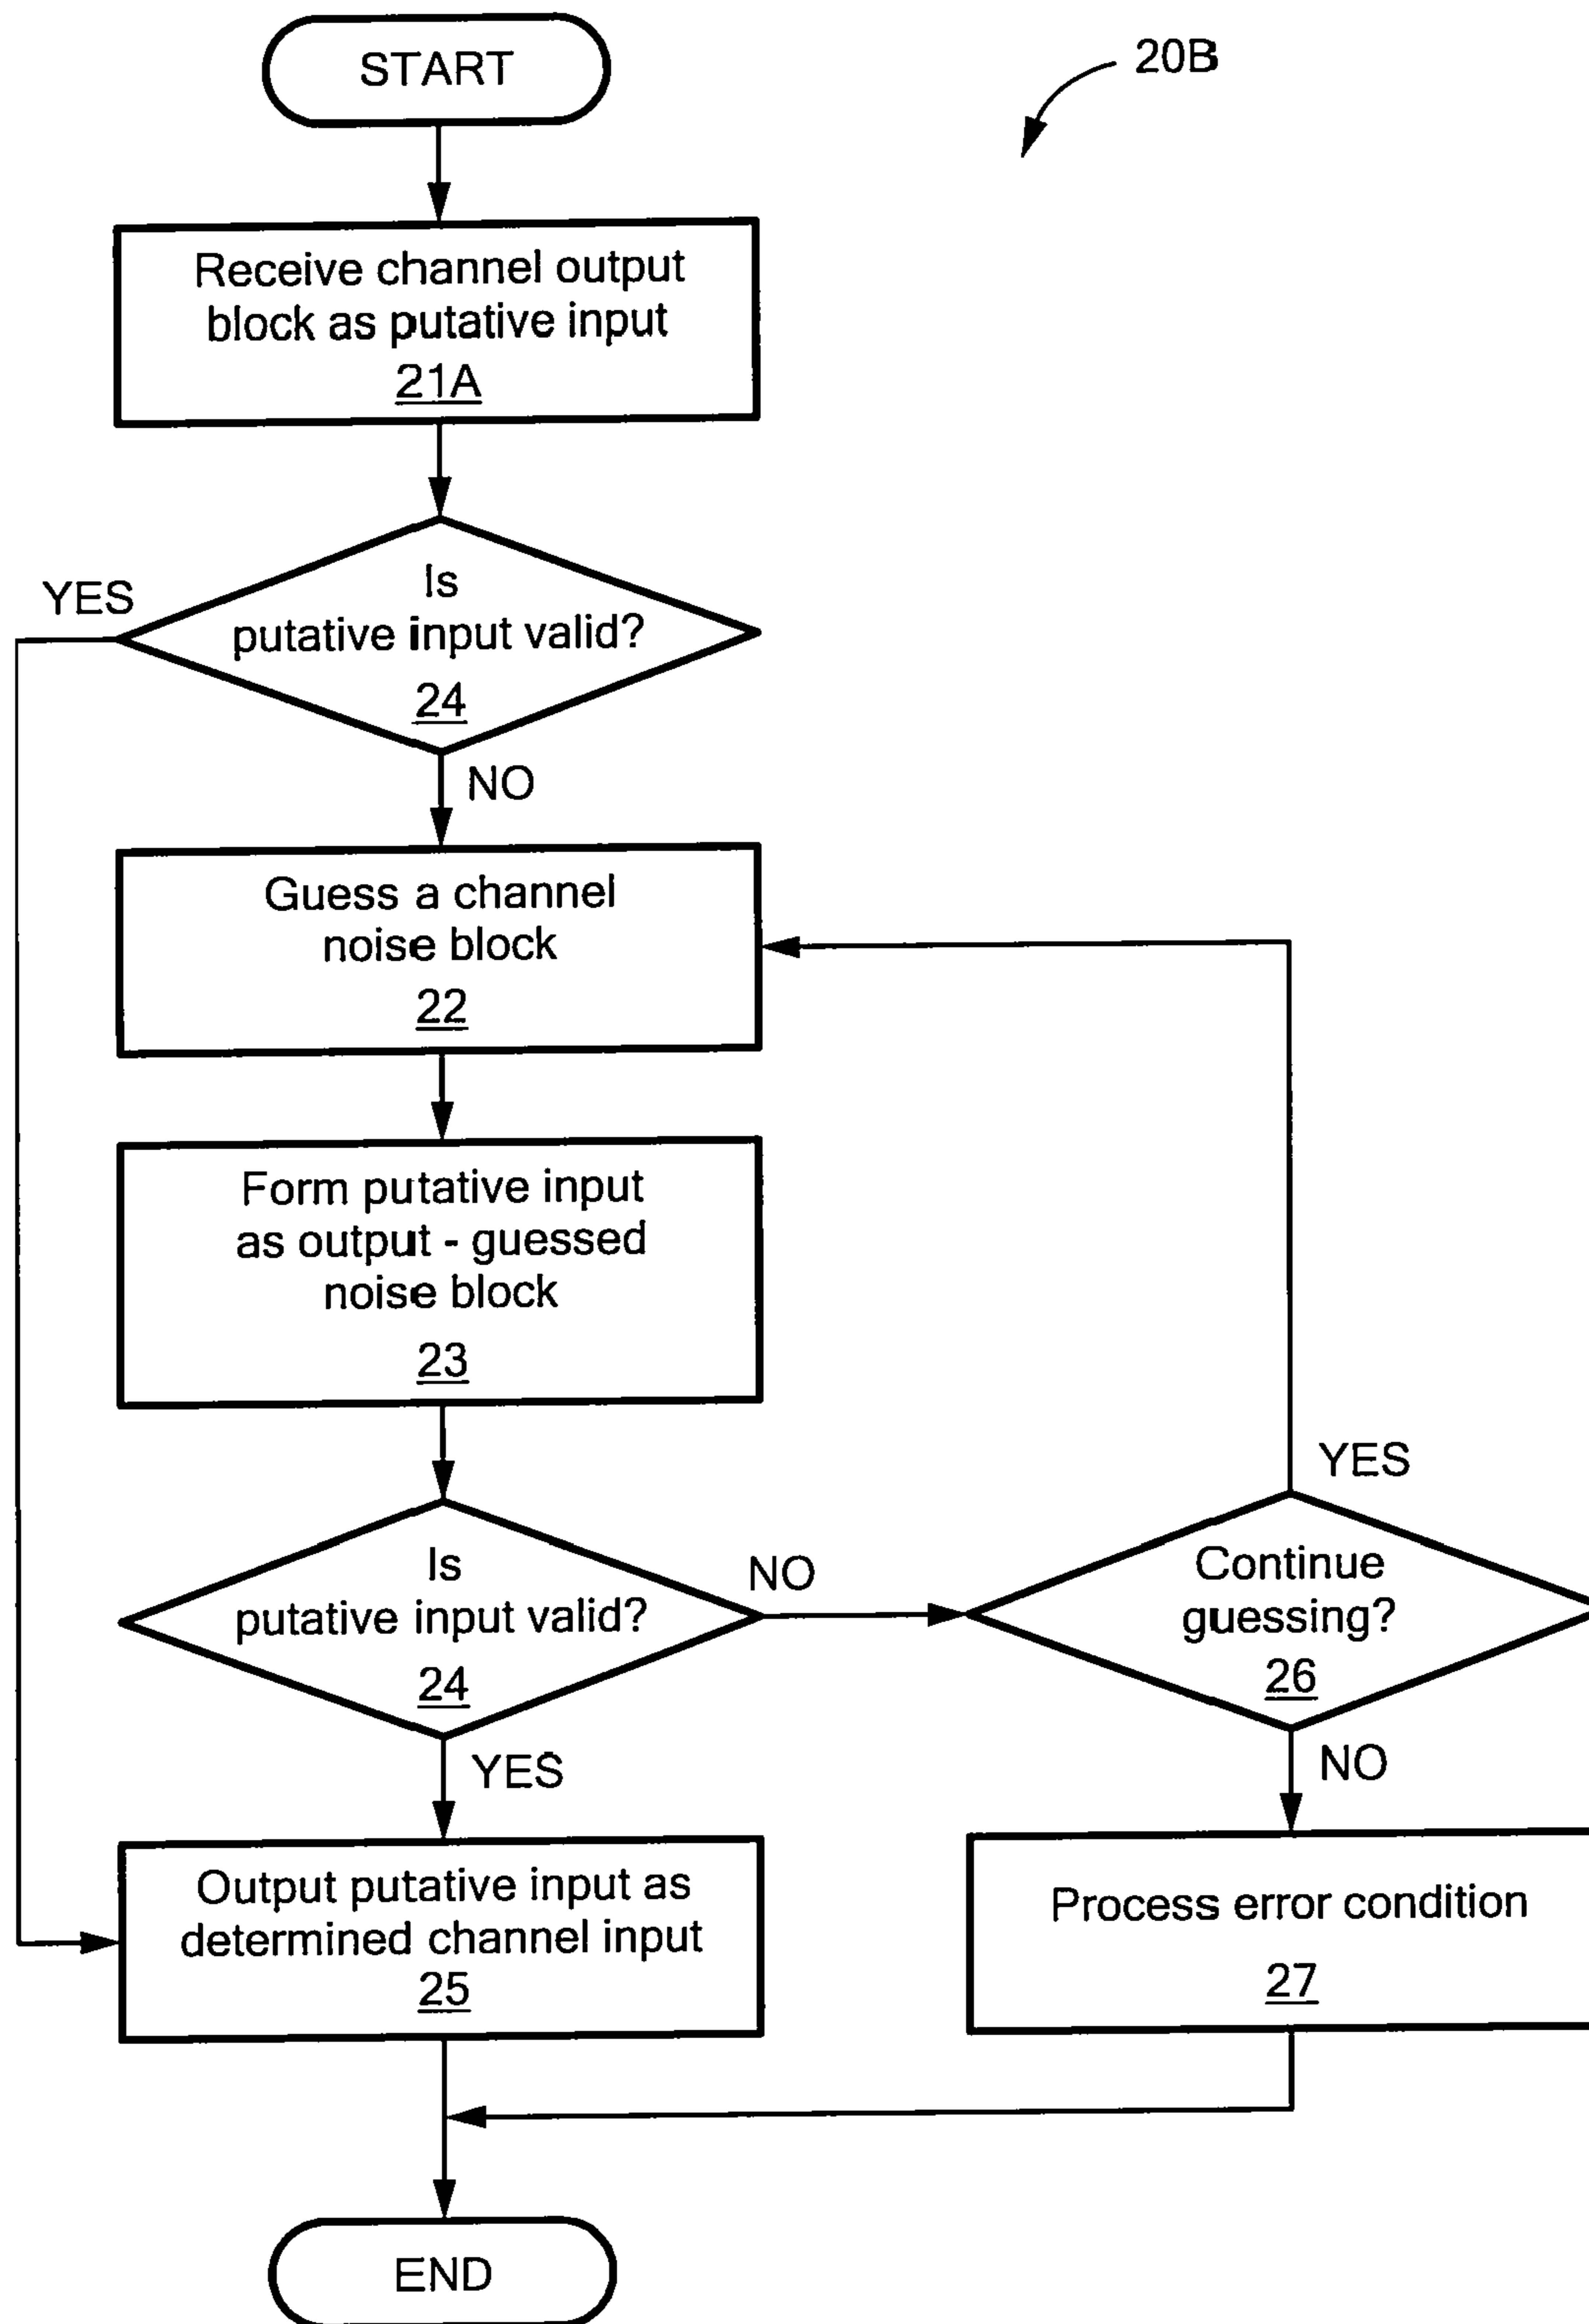 START
20B
Receive channel output
block as putative input
21A
Is
putative input valid?
24
YES
NO
Guess a channel
noise block
22
Form putative input
as output - guessed
noise block
23
Is
putative input valid?
24
NO
YES
Continue
guessing?
26
YES
NO
Output putative input as
determined channel input
25
Process error condition
27
END